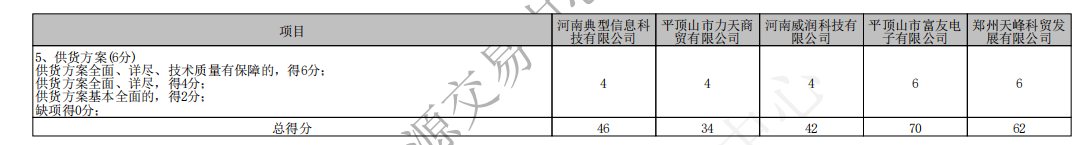 项目
河南典型信息科
技有限公司
平顶山市力天商
贸有限公司
河南威润科技有
限公司
平顶山市富友电
子有限公司
郑州天峰科贸发
展有限公司
5、供货方案(6分)
供货方案全面、详尽、技术质量有保障的，得6分；
供货方案全面、详尽，得4分；
供货方案基本全面的，得2分；
缺项得0分；
4 4 4 6 6
总得分 46 34 42 70 62
源交易
中心